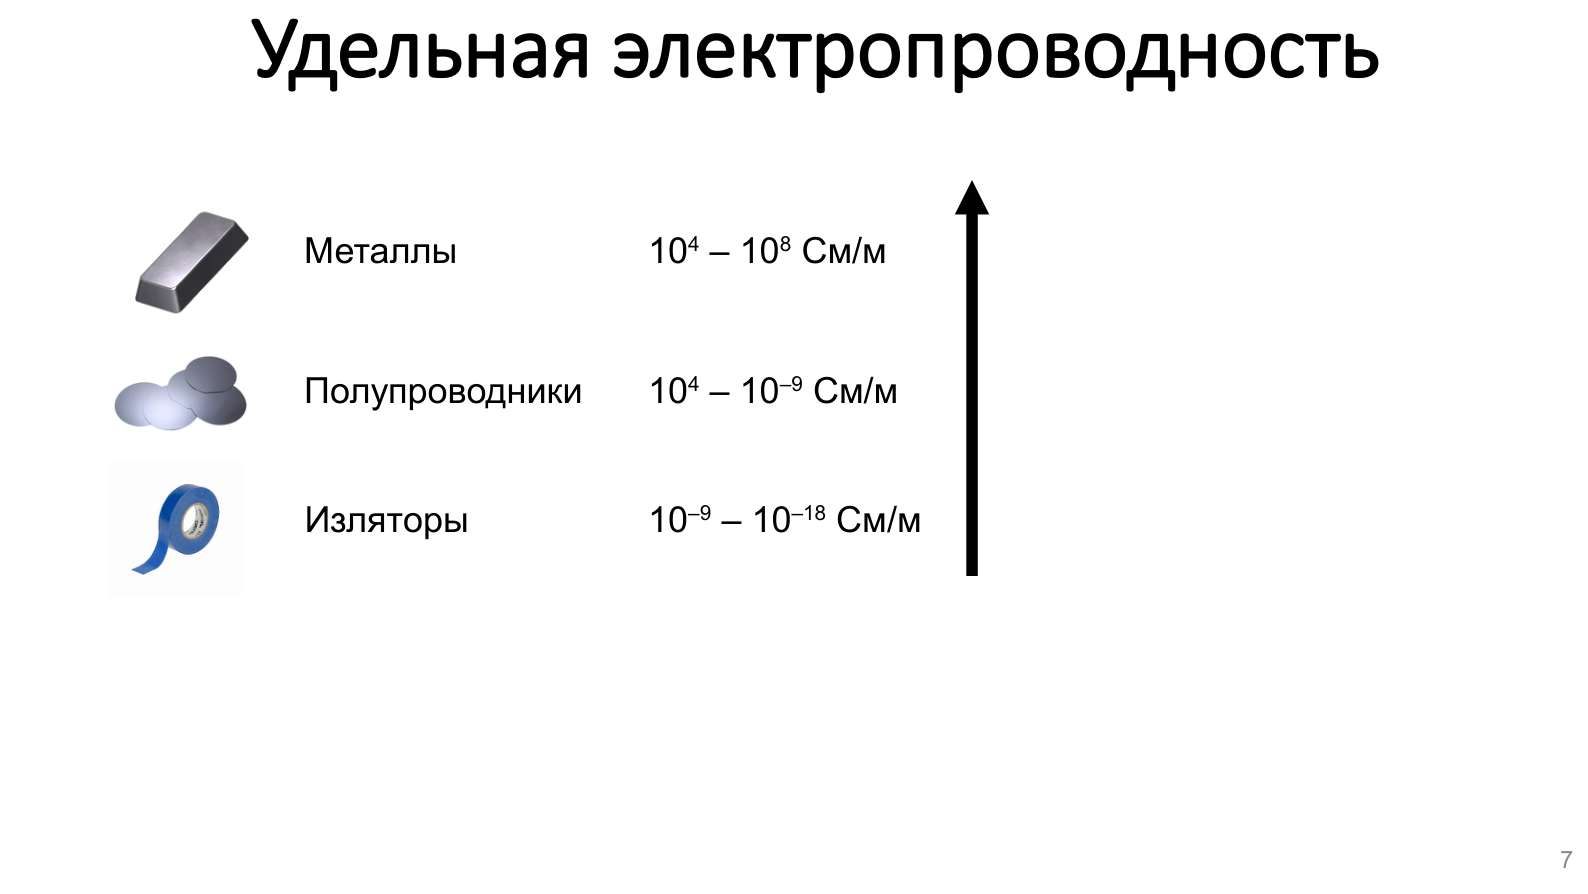 Удельная электропроводность
Металлы 10⁴ – 10⁸ См/м
Полупроводники 10⁴ – 10⁻⁹ См/м
Изляторы 10⁻⁹ – 10⁻¹⁸ См/м
7